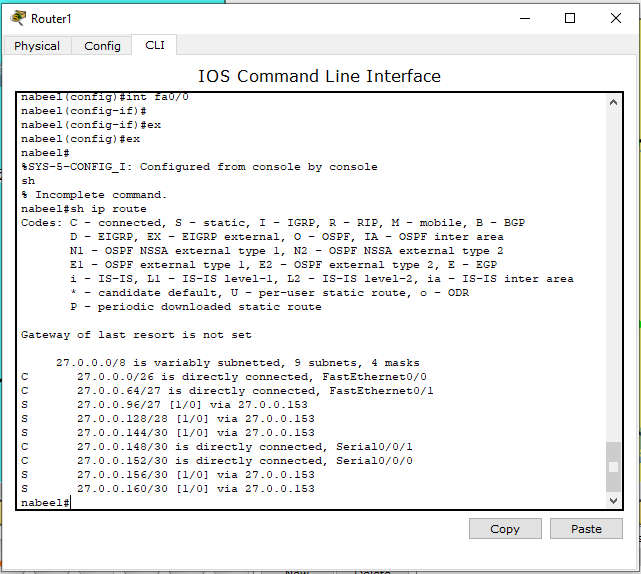 Router1
Physical Config CLI
IOS Command Line Interface
nabeel(config)#int fa0/0
nabeel(config-if)#
nabeel(config-if)#ex
nabeel(config)#ex
nabeel#
%SYS-5-CONFIG_I: Configured from console by console
sh
% Incomplete command.
nabeel#sh ip route
Codes: C - connected, S - static, I - IGRP, R - RIP, M - mobile, B - BGP
D - EIGRP, EX - EIGRP external, O - OSPF, IA - OSPF inter area
N1 - OSPF NSSA external type 1, N2 - OSPF NSSA external type 2
E1 - OSPF external type 1, E2 - OSPF external type 2, E - EGP
i - IS-IS, L1 - IS-IS level-1, L2 - IS-IS level-2, ia - IS-IS inter area
* - candidate default, U - per-user static route, o - ODR
P - periodic downloaded static route
Gateway of last resort is not set
27.0.0.0/8 is variably subnetted, 9 subnets, 4 masks
C 27.0.0.0/26 is directly connected, FastEthernet0/0
C 27.0.0.64/27 is directly connected, FastEthernet0/1
S 27.0.0.96/27 [1/0] via 27.0.0.153
S 27.0.0.128/28 [1/0] via 27.0.0.153
S 27.0.0.144/30 [1/0] via 27.0.0.153
C 27.0.0.148/30 is directly connected, Serial0/0/1
C 27.0.0.152/30 is directly connected, Serial0/0/0
S 27.0.0.156/30 [1/0] via 27.0.0.153
S 27.0.0.160/30 [1/0] via 27.0.0.153
nabeel#
Copy Paste